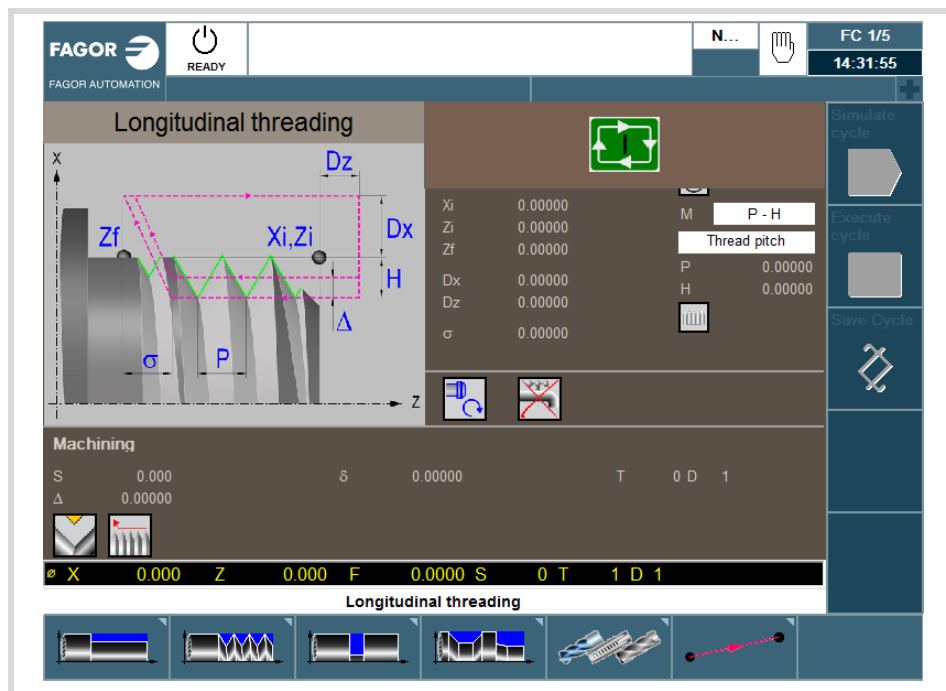 FAGOR
READY
N...
FC 1/5
14:31:55
FAGOR AUTOMATION
Longitudinal threading
X
Dz
Zf
Xi,Zi
Dx
H
Δ
σ
P
Z
Xi 0.00000
Zi 0.00000
Zf 0.00000
Dx 0.00000
Dz 0.00000
σ 0.00000
M P - H
Thread pitch
P 0.00000
H 0.00000
Simulate
cycle
Execute
cycle
Save Cycle
Machining
S 0.000 δ 0.00000 T 0 D 1
Δ 0.00000
ø X 0.000 Z 0.000 F 0.0000 S 0 T 1 D 1
Longitudinal threading